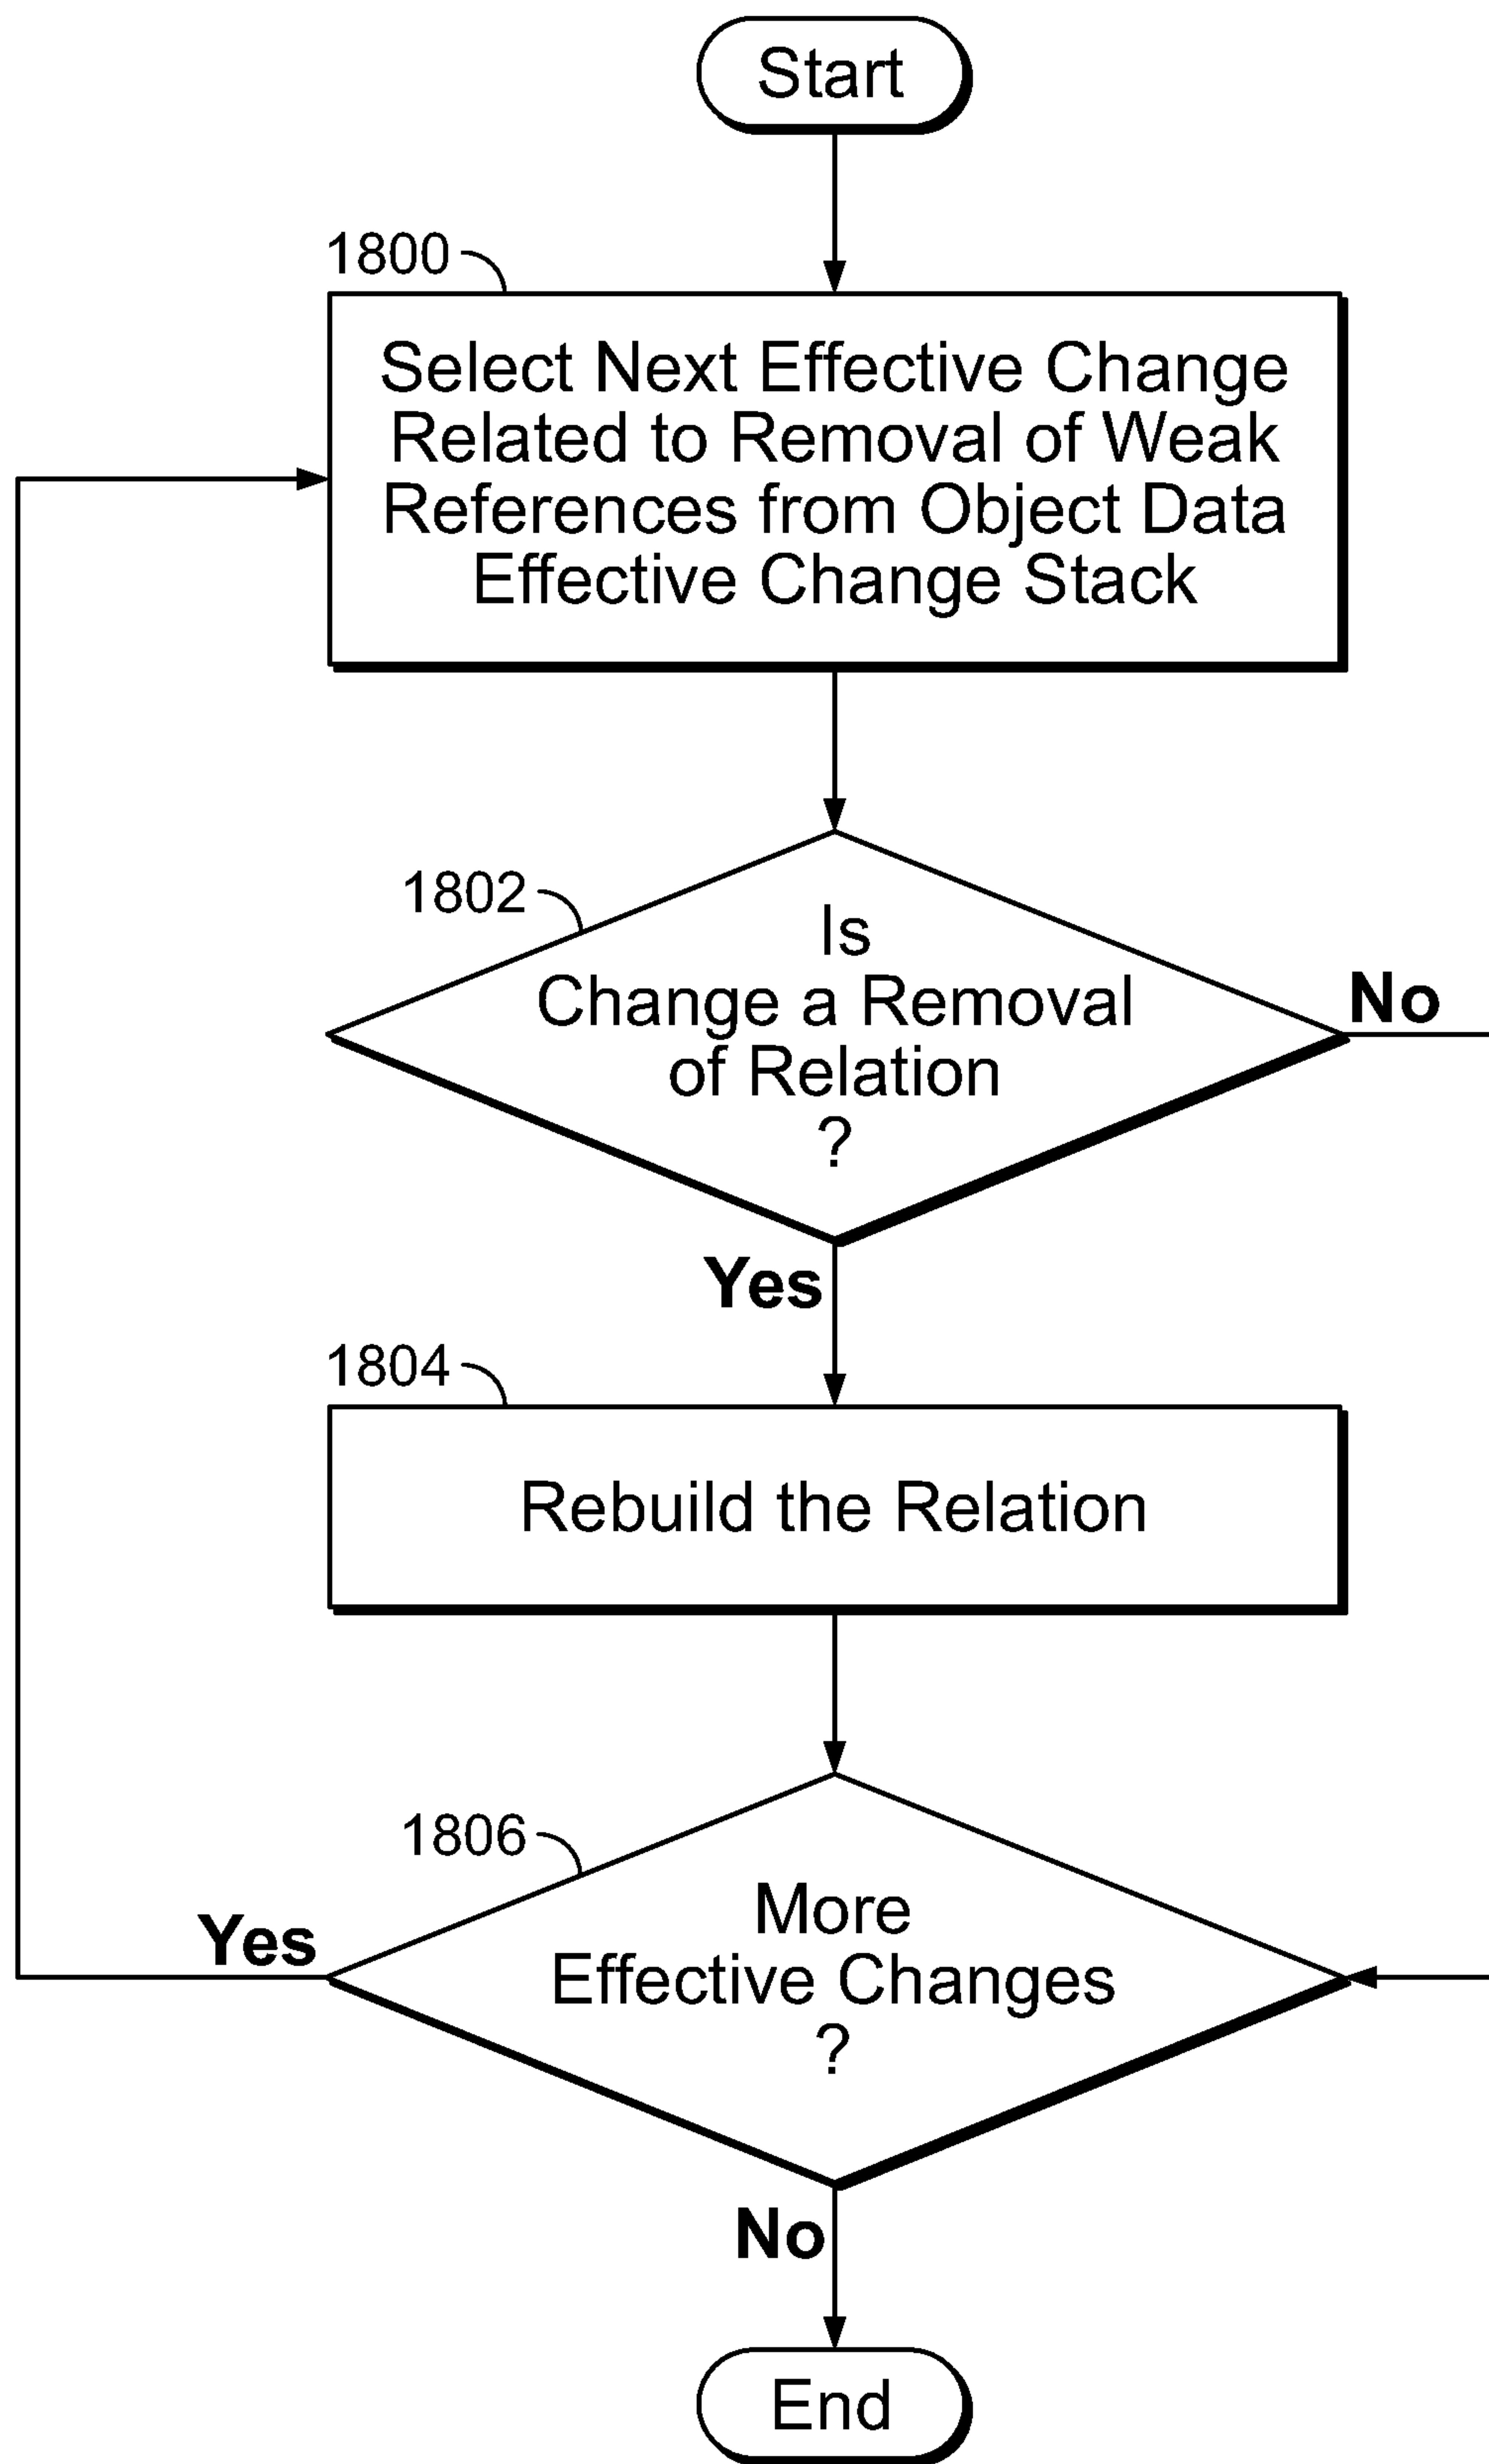 Start
1800
Select Next Effective Change
Related to Removal of Weak
References from Object Data
Effective Change Stack
1802
Is
Change a Removal
of Relation
?
No
Yes
1804
Rebuild the Relation
1806
More
Effective Changes
?
Yes
No
End